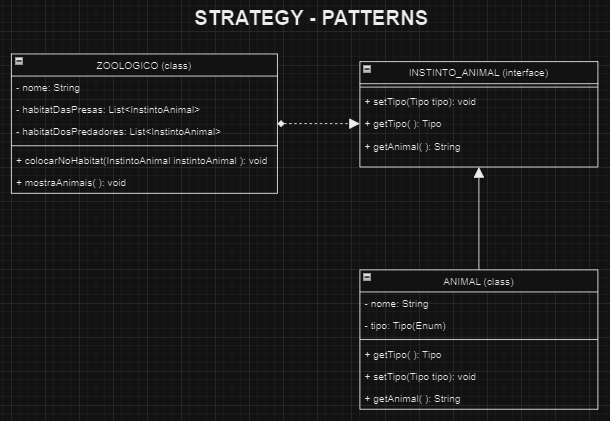 STRATEGY - PATTERNS
ZOOLOGICO (class)
- nome: String
- habitatDasPresas: List<InstintoAnimal>
- habitatDosPredadores: List<InstintoAnimal>
+ colocarNoHabitat(InstintoAnimal instintoAnimal ): void
+ mostraAnimais( ): void
INSTINTO_ANIMAL (interface)
+ setTipo(Tipo tipo): void
+ getTipo( ): Tipo
+ getAnimal( ): String
ANIMAL (class)
- nome: String
- tipo: Tipo(Enum)
+ getTipo( ): Tipo
+ setTipo(Tipo tipo): void
+ getAnimal( ): String